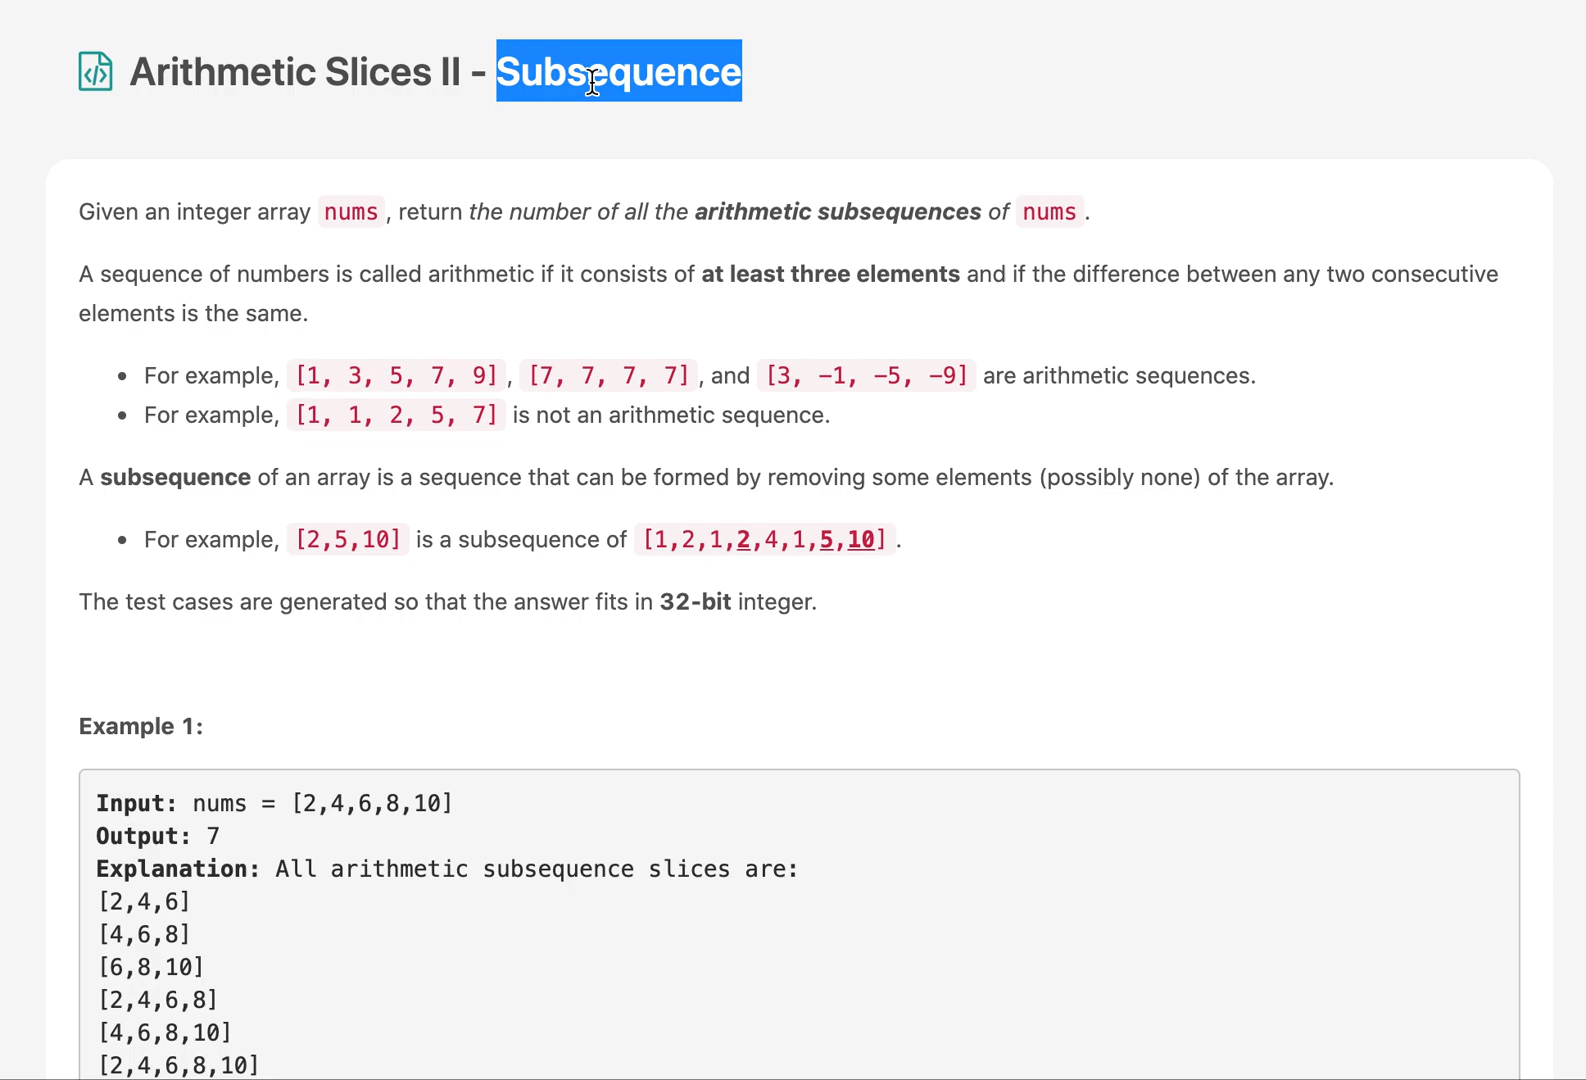 Arithmetic Slices II - Subsequence
Given an integer array nums, return the number of all the arithmetic subsequences of nums.
A sequence of numbers is called arithmetic if it consists of at least three elements and if the difference between any two consecutive
elements is the same.
• For example, [1, 3, 5, 7, 9], [7, 7, 7, 7], and [3, −1, −5, −9] are arithmetic sequences.
• For example, [1, 1, 2, 5, 7] is not an arithmetic sequence.
A subsequence of an array is a sequence that can be formed by removing some elements (possibly none) of the array.
• For example, [2,5,10] is a subsequence of [1,2,1,2,4,1,5,10].
The test cases are generated so that the answer fits in 32-bit integer.
Example 1:
Input: nums = [2,4,6,8,10]
Output: 7
Explanation: All arithmetic subsequence slices are:
[2,4,6]
[4,6,8]
[6,8,10]
[2,4,6,8]
[4,6,8,10]
[2,4,6,8,10]